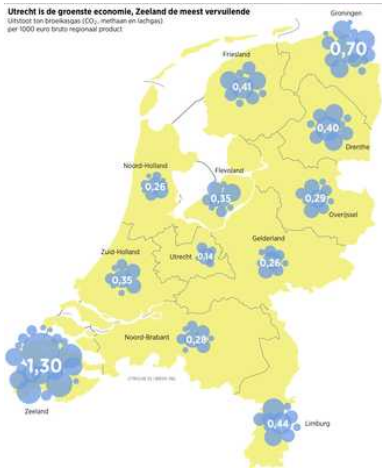 Utrecht is de groenste economie, Zeeland de meest vervuilende
Uitstoot ton broeikasgas (CO₂, methaan en lachgas)
per 1000 euro bruto regionaal product
Groningen
0,70
Friesland
0,41
0,40
Drenthe
Noord-Holland
0,26
Flevoland
0,35
0,29
Overijssel
Gelderland
0,26
Utrecht
0,14
Zuid-Holland
0,35
Noord-Brabant
0,28
1,30
Zeeland
0,44
Limburg